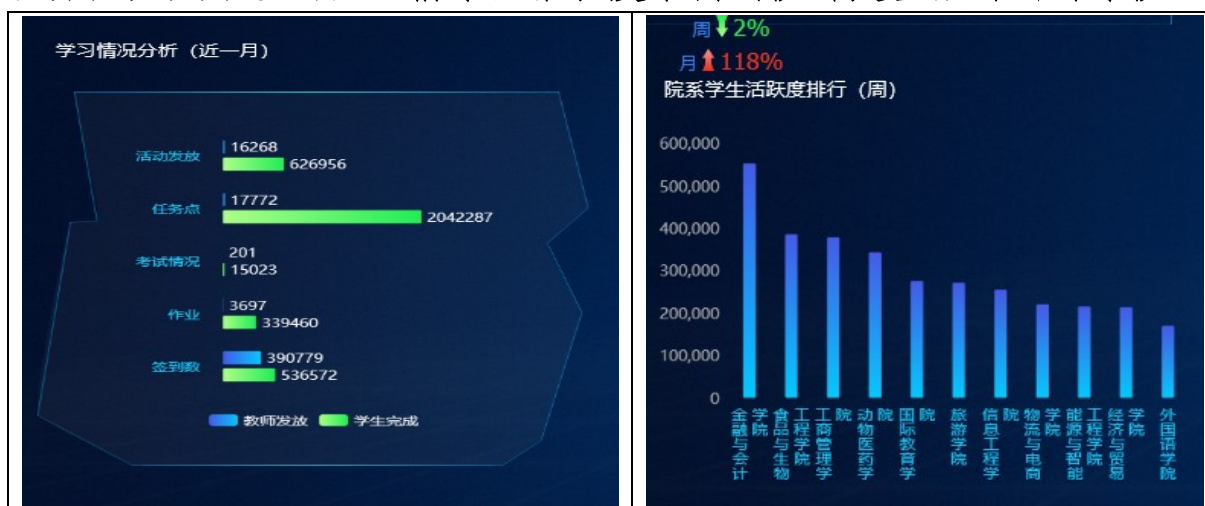 学习情况分析（近一月）
活动发放
16268
626956
任务点
17772
2042287
考试情况
201
15023
作业
3697
339460
签到数
390779
536572
教师发放 学生完成
周 2%
月 118%
院系学生活跃度排行（周）
600,000
500,000
400,000
300,000
200,000
100,000
0
金融与会计学院
食品与生物工程学院
工商管理学院
动物医药学院
国际教育学院
旅游学院
信息工程学院
物流与电商学院
能源与智能工程学院
经济与贸易学院
外国语学院